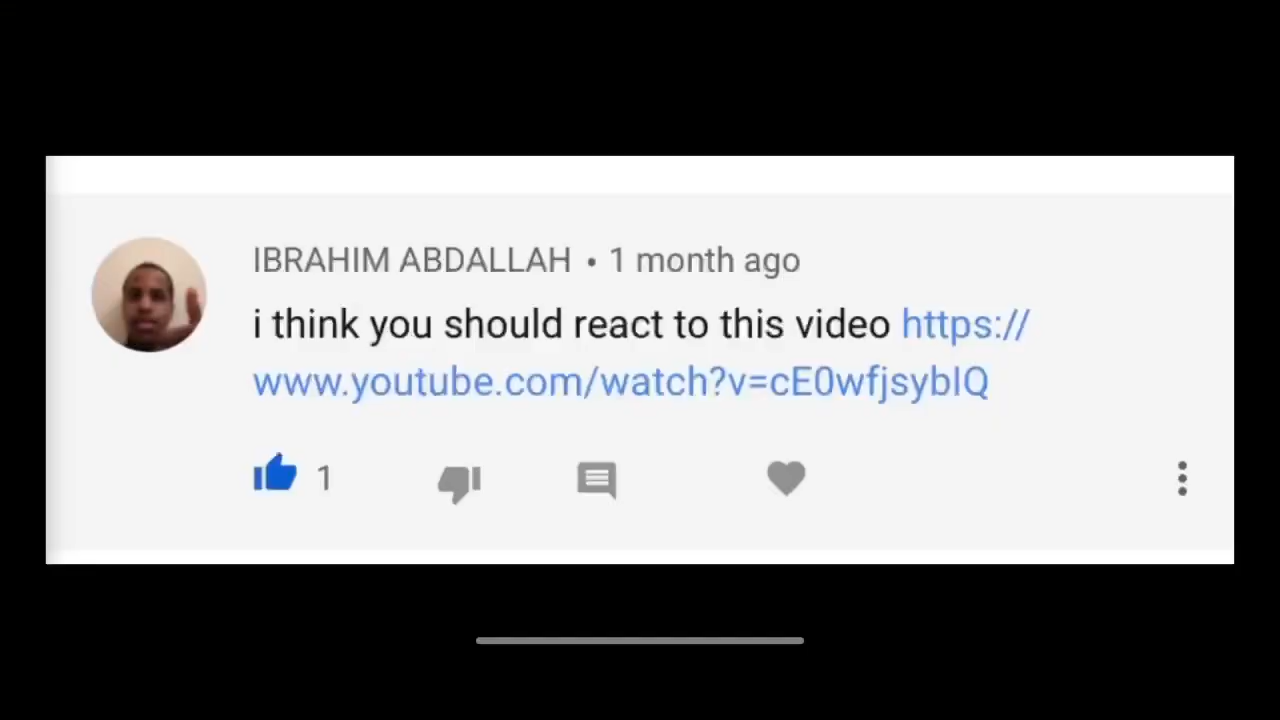 IBRAHIM ABDALLAH • 1 month ago
i think you should react to this video https://
www.youtube.com/watch?v=cE0wfjsybIQ
1